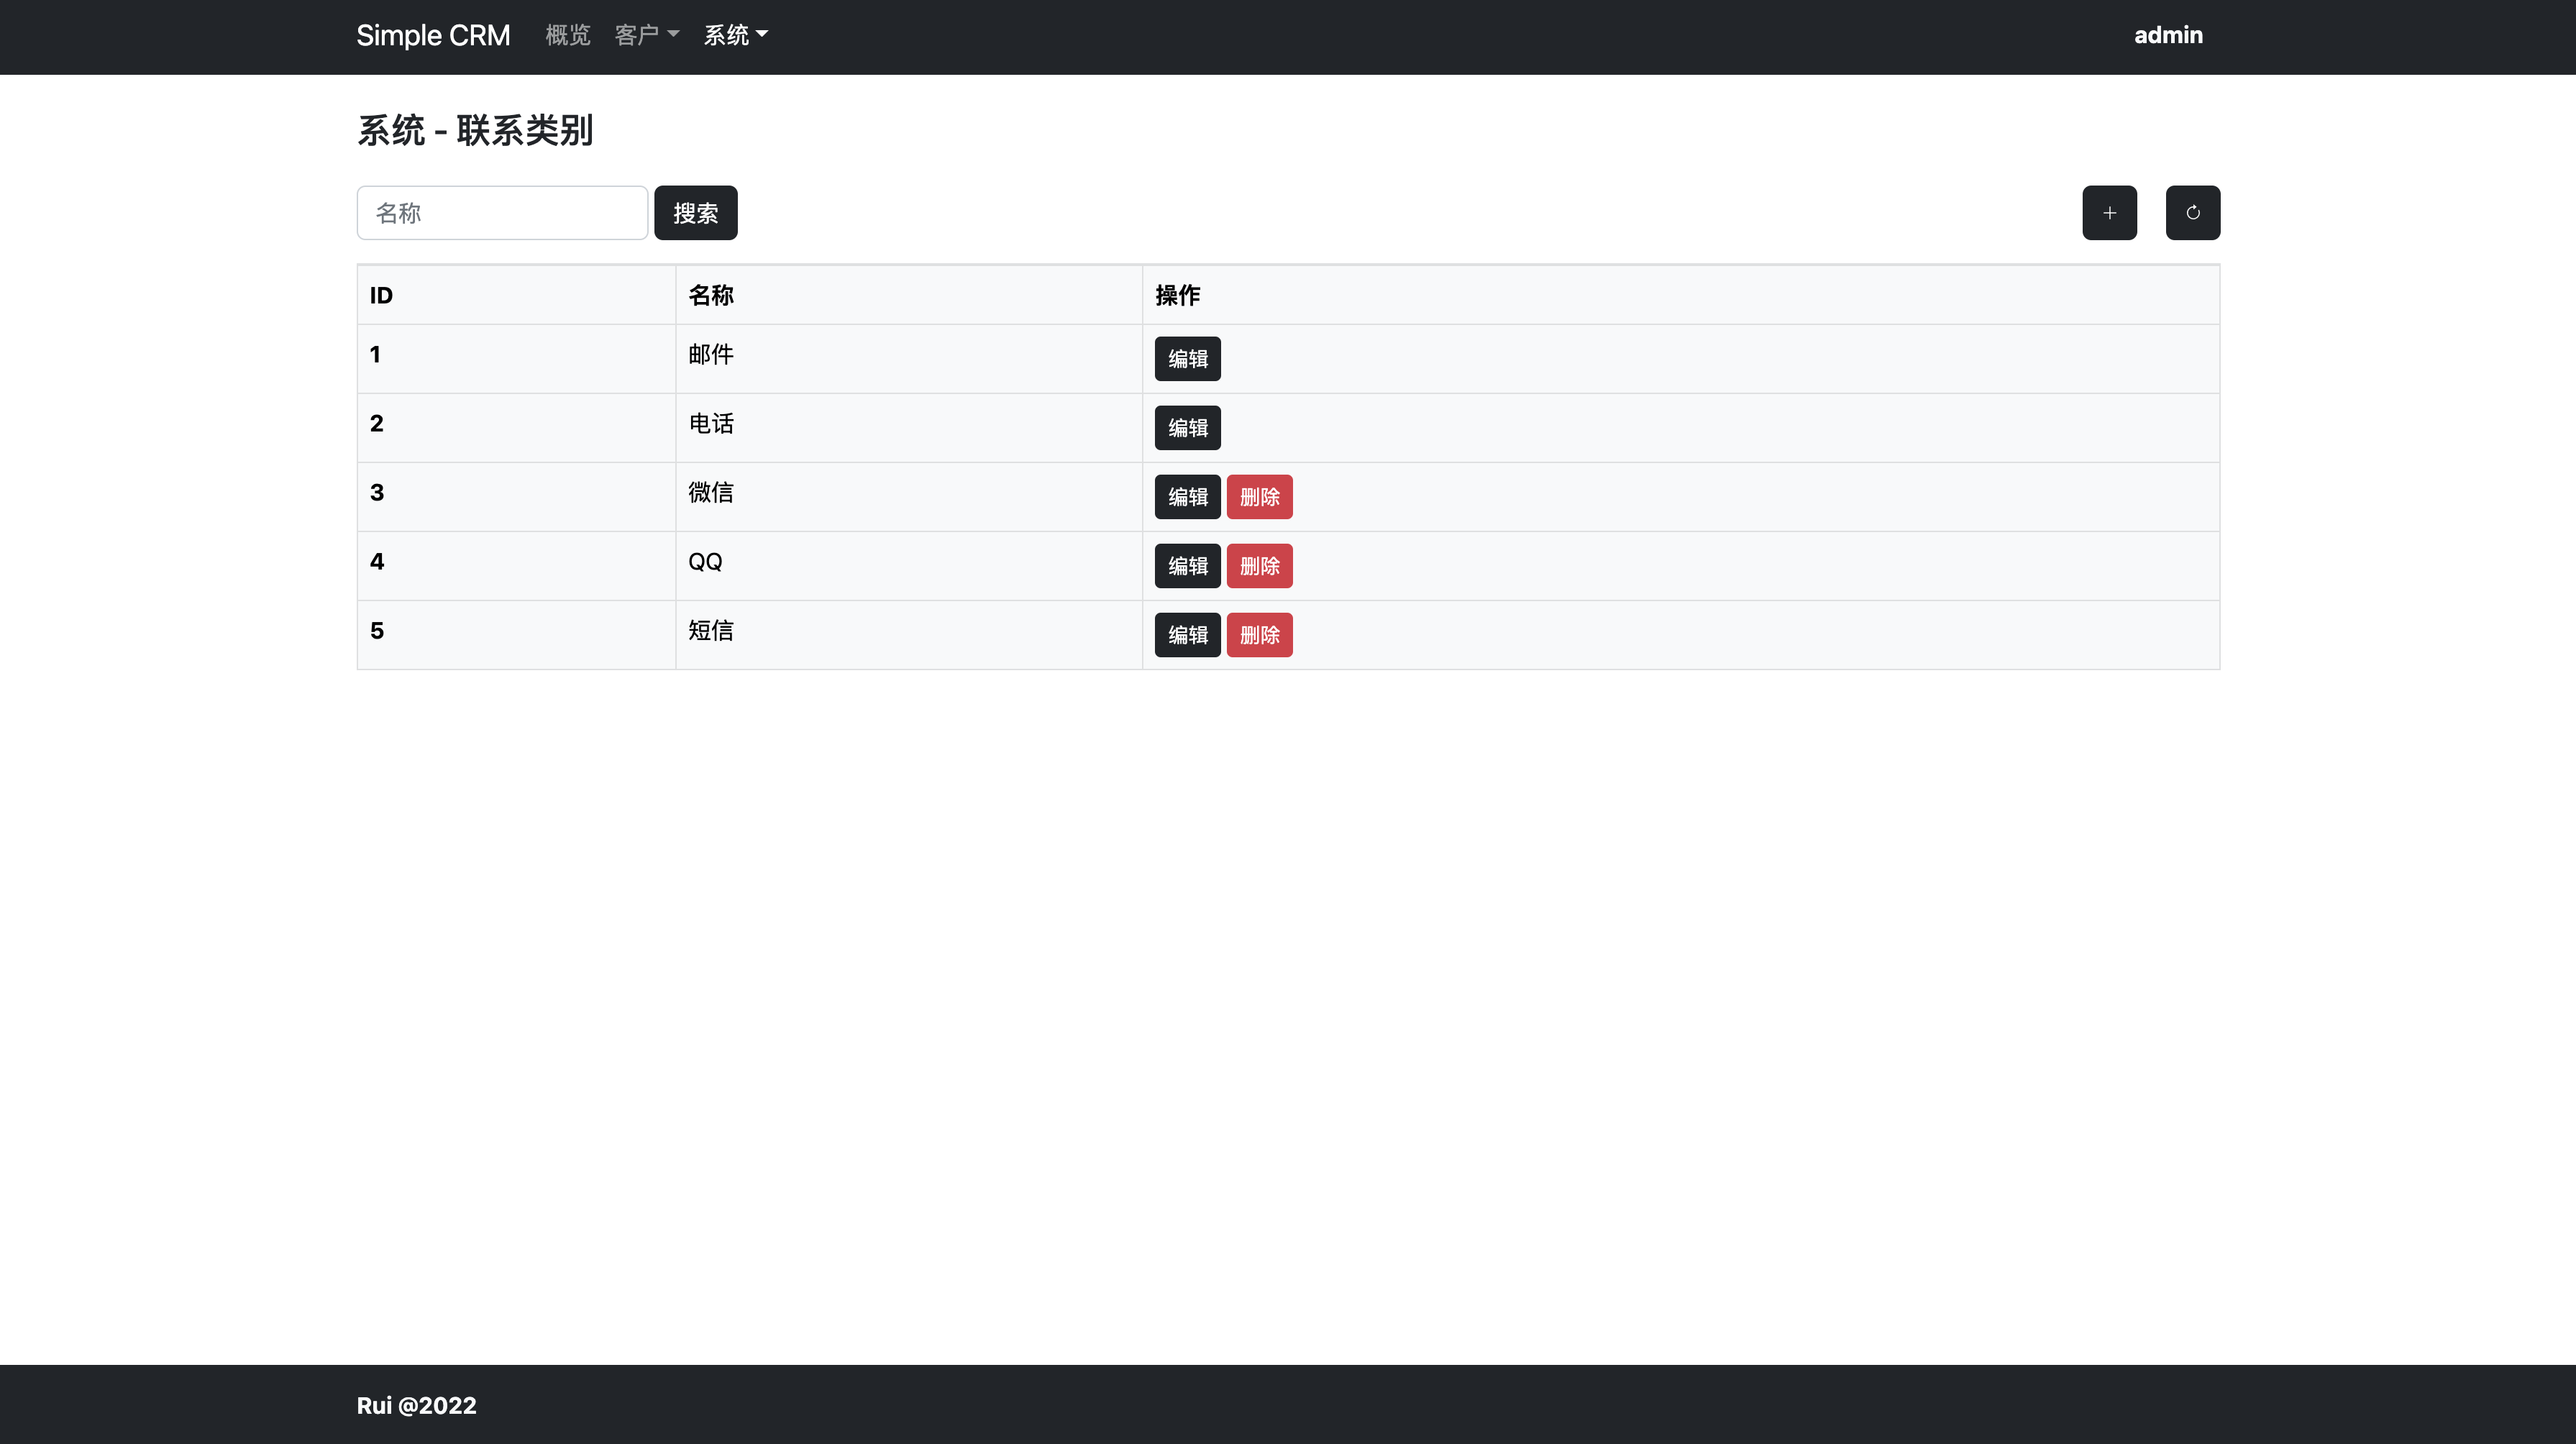 Simple CRM 概览 客户 系统 admin
系统 - 联系类别
名称 搜索 +
ID 名称 操作
1 邮件 编辑
2 电话 编辑
3 微信 编辑 删除
4 QQ 编辑 删除
5 短信 编辑 删除
Rui @2022